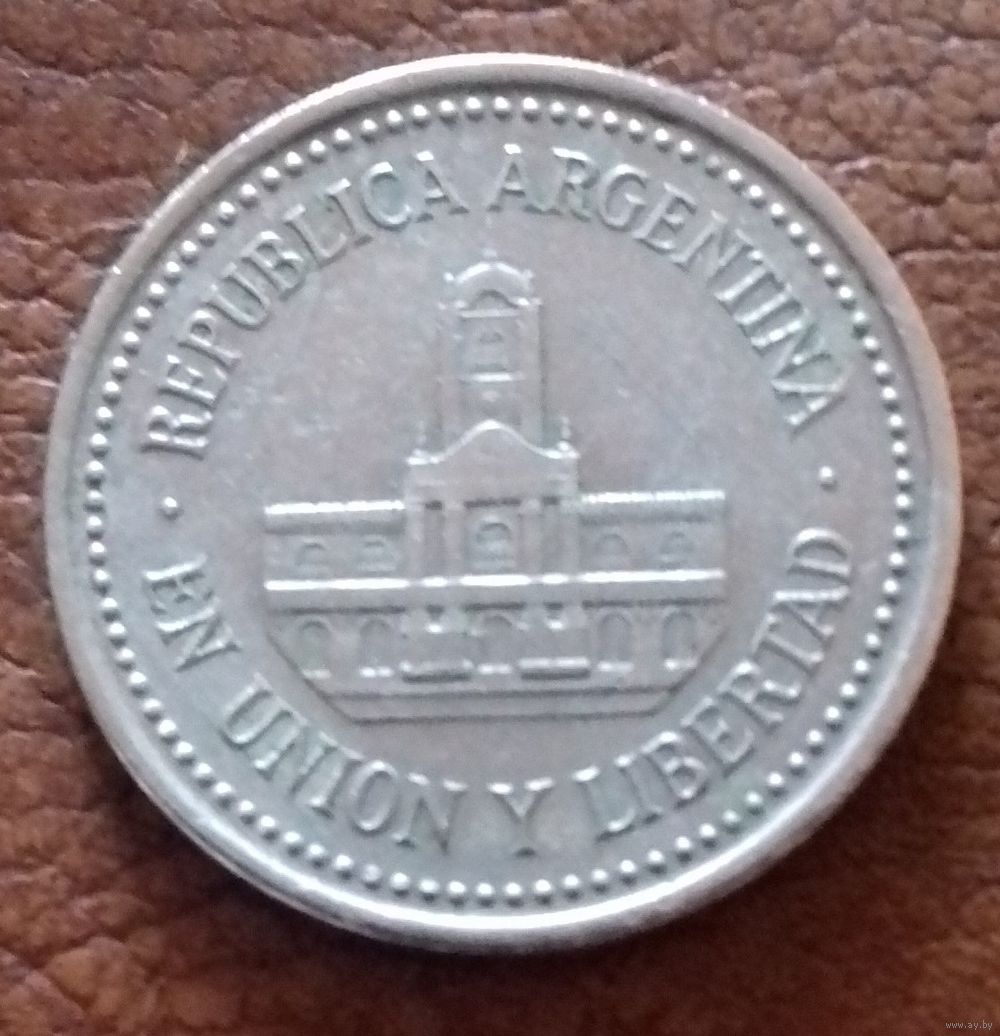 REPUBLICA ARGENTINA
· EN UNION Y LIBERTAD ·
www.ay.by